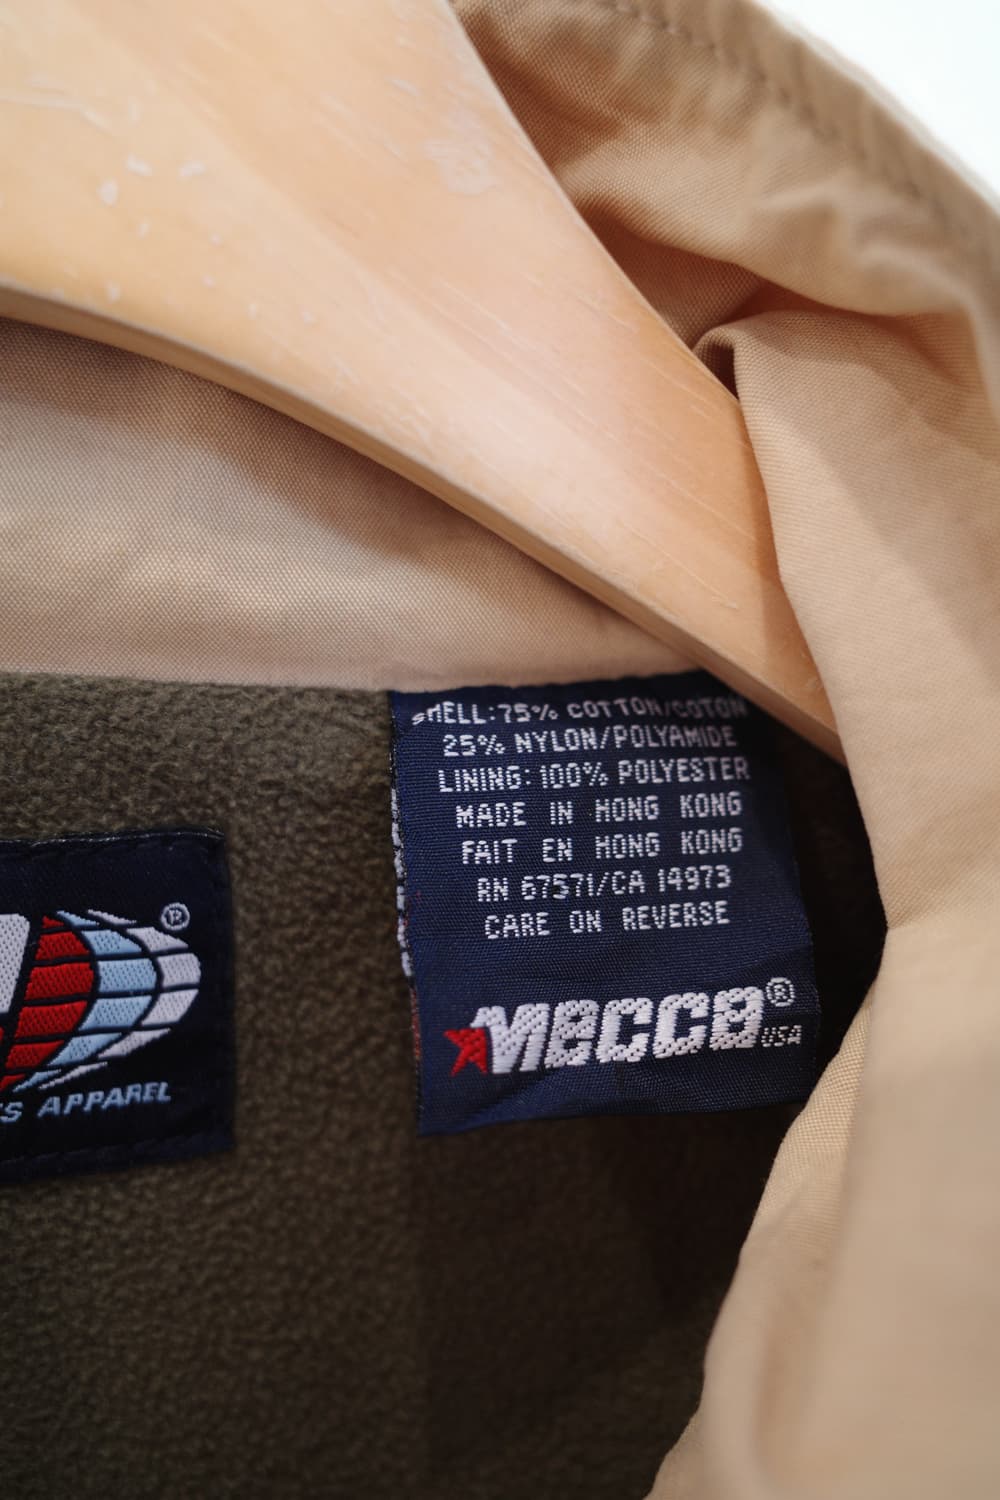 SHELL:75% COTTON/COTON
25% NYLON/POLYAMIDE
LINING:100% POLYESTER
MADE IN HONG KONG
FAIT EN HONG KONG
RN 67571/CA 14973
CARE ON REVERSE
MECCA® USA
®
APPAREL